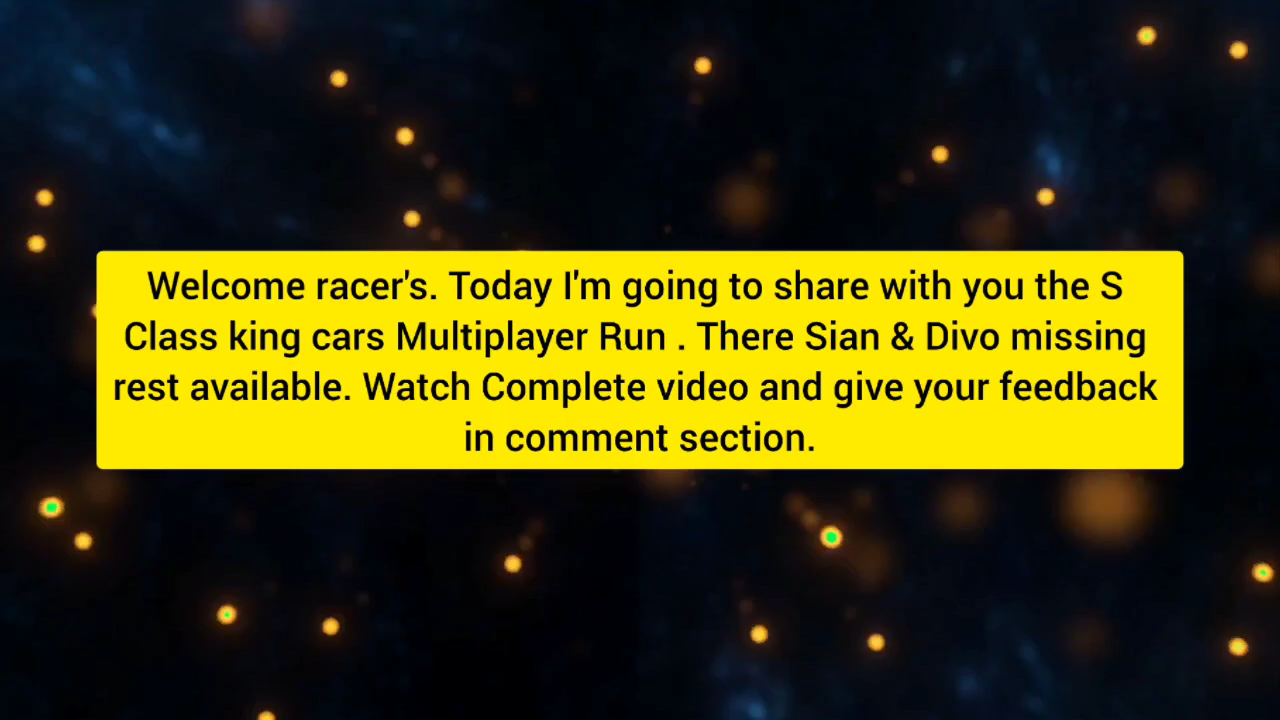 Welcome racer's. Today I'm going to share with you the S
Class king cars Multiplayer Run . There Sian & Divo missing
rest available. Watch Complete video and give your feedback
in comment section.